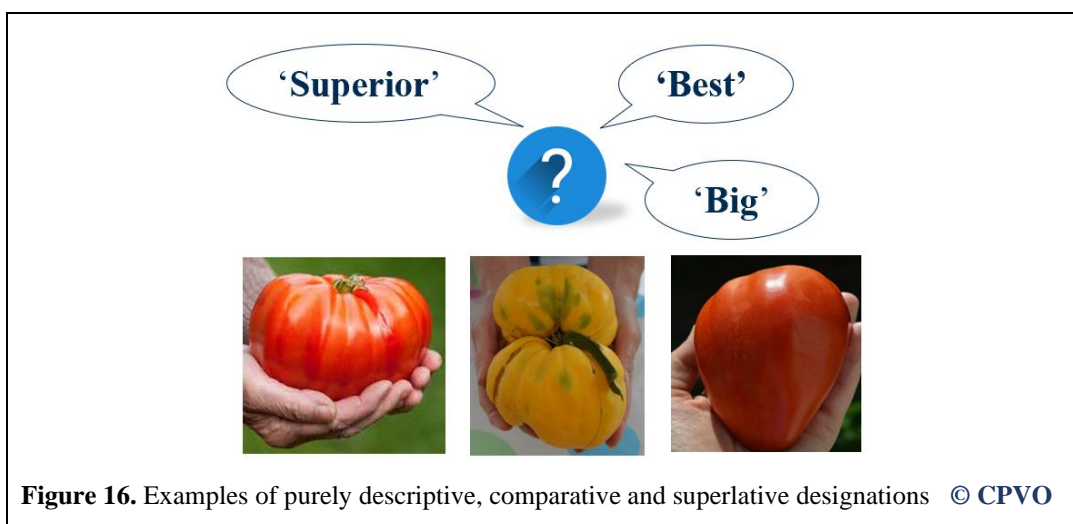 ‘Superior’
‘Best’
?
‘Big’
Figure 16. Examples of purely descriptive, comparative and superlative designations © CPVO